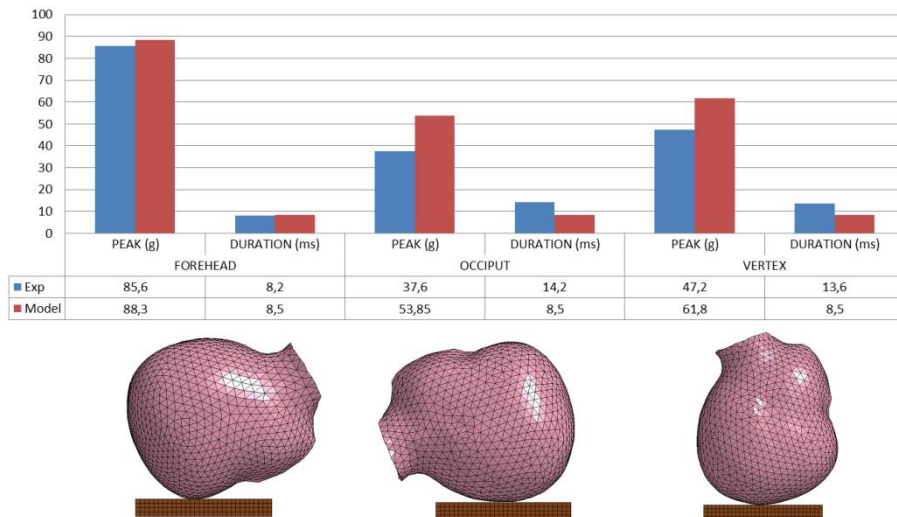 100
90
80
70
60
50
40
30
20
10
0
PEAK (g) DURATION (ms) PEAK (g) DURATION (ms) PEAK (g) DURATION (ms)
FOREHEAD OCCIPUT VERTEX
Exp 85,6 8,2 37,6 14,2 47,2 13,6
Model 88,3 8,5 53,85 8,5 61,8 8,5